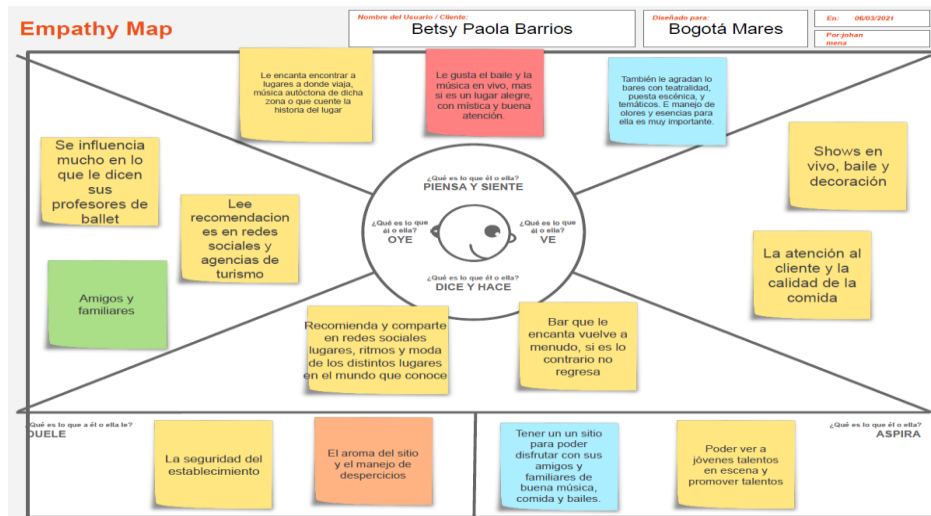 Empathy Map
Nombre del Usuario / Cliente:
Betsy Paola Barrios
Diseñado para:
Bogotá Mares
En: 06/03/2021
Por:johan
mena
Le encanta encontrar a
lugares a donde viaja,
música autóctona de dicha
zona o que cuente la
historia del lugar
Le gusta el baile y la
música en vivo, mas
si es un lugar alegre,
con mística y buena
atención.
También le agradan lo
bares con teatralidad,
puesta escénica, y
temáticos. E manejo de
olores y esencias para
ella es muy importante.
Se influencia
mucho en lo
que le dicen
sus
profesores de
ballet
Lee
recomendacion
es en redes
sociales y
agencias de
turismo
Amigos y
familiares
¿Qué es lo que él o ella?
PIENSA Y SIENTE
¿Qué es lo que
él o ella?
OYE
¿Qué es lo que
él o ella?
VE
¿Qué es lo que él o ella?
DICE Y HACE
Shows en
vivo, baile y
decoración
La atención al
cliente y la
calidad de la
comida
Recomienda y comparte
en redes sociales
lugares, ritmos y moda
de los distintos lugares
en el mundo que conoce
Bar que le
encanta vuelve a
menudo, si es lo
contrario no
regresa
¿Qué es lo que a él o ella le?
DUELE
La seguridad del
establecimiento
El aroma del sitio
y el manejo de
despercicios
Tener un un sitio
para poder
disfrutar con sus
amigos y
familiares de
buena música,
comida y bailes.
Poder ver a
jóvenes talentos
en escena y
promover talentos
¿Qué es lo que él o ella?
ASPIRA